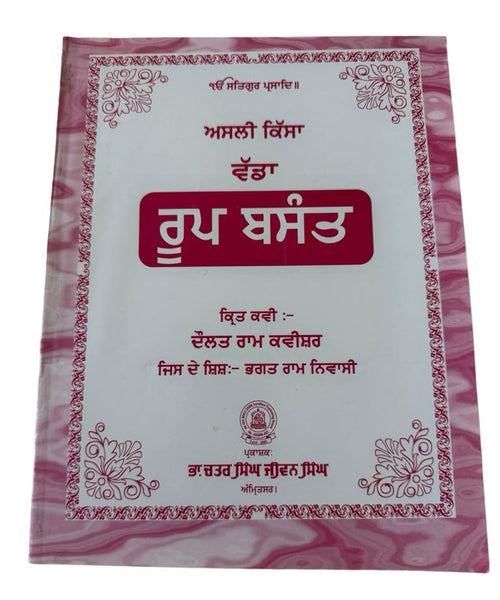 ੴ ਸਤਿਗੁਰ ਪ੍ਰਸਾਦਿ॥
ਅਸਲੀ ਕਿੱਸਾ
ਵੱਡਾ
ਰੂਪ ਬਸੰਤ
ਕ੍ਰਿਤ ਕਵੀ :-
ਦੌਲਤ ਰਾਮ ਕਵੀਸ਼ਰ
ਜਿਸ ਦੇ ਸ਼ਿਸ਼:- ਭਗਤ ਰਾਮ ਨਿਵਾਸੀ
ਪ੍ਰਕਾਸ਼ਕ:
ਭਾ. ਚਤਰ ਸਿੰਘ ਜੀਵਨ ਸਿੰਘ
ਅੰਮ੍ਰਿਤਸਰ।